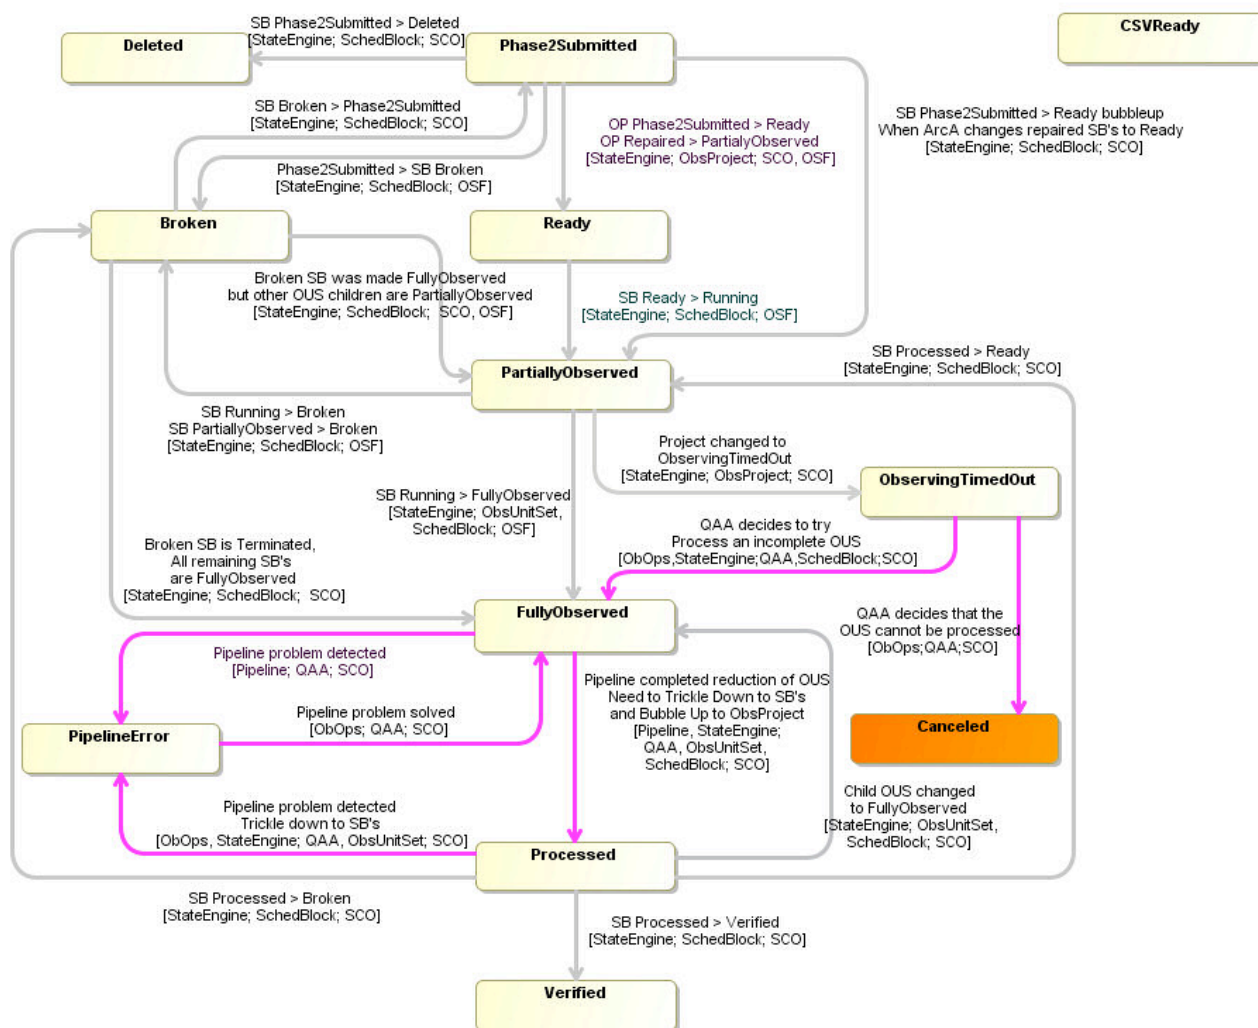 SB Phase2Submitted > Deleted
[StateEngine; SchedBlock; SCO]
Deleted
Phase2Submitted
CSVReady
SB Broken > Phase2Submitted
[StateEngine; SchedBlock; SCO]
OP Phase2Submitted > Ready
OP Repaired > PartialyObserved
[StateEngine; ObsProject; SCO, OSF]
SB Phase2Submitted > Ready bubbleup
When ArcA changes repaired SB's to Ready
[StateEngine; SchedBlock; SCO]
Phase2Submitted > SB Broken
[StateEngine; SchedBlock; OSF]
Broken
Ready
Broken SB was made FullyObserved
but other OUS children are PartiallyObserved
[StateEngine; SchedBlock; SCO, OSF]
SB Ready > Running
[StateEngine; SchedBlock; OSF]
SB Processed > Ready
[StateEngine; SchedBlock; SCO]
PartiallyObserved
SB Running > Broken
SB PartiallyObserved > Broken
[StateEngine; SchedBlock; OSF]
Project changed to
ObservingTimedOut
[StateEngine; ObsProject; SCO]
ObservingTimedOut
SB Running > FullyObserved
[StateEngine; ObsUnitSet,
SchedBlock; OSF]
QAA decides to try
Process an incomplete OUS
[ObOps,StateEngine;QAA,SchedBlock;SCO]
Broken SB is Terminated,
All remaining SB's
are FullyObserved
[StateEngine; SchedBlock; SCO]
FullyObserved
QAA decides that the
OUS cannot be processed
[ObOps;QAA;SCO]
Pipeline problem detected
[Pipeline; QAA; SCO]
Pipeline completed reduction of OUS
Need to Trickle Down to SB's
and Bubble Up to ObsProject
[Pipeline, StateEngine;
QAA, ObsUnitSet,
SchedBlock; SCO]
Pipeline problem solved
[ObOps; QAA; SCO]
PipelineError
Canceled
Pipeline problem detected
Trickle down to SB's
[ObOps, StateEngine; QAA, ObsUnitSet; SCO]
Child OUS changed
to FullyObserved
[StateEngine; ObsUnitSet,
SchedBlock; SCO]
Processed
SB Processed > Broken
[StateEngine; SchedBlock; SCO]
SB Processed > Verified
[StateEngine; SchedBlock; SCO]
Verified